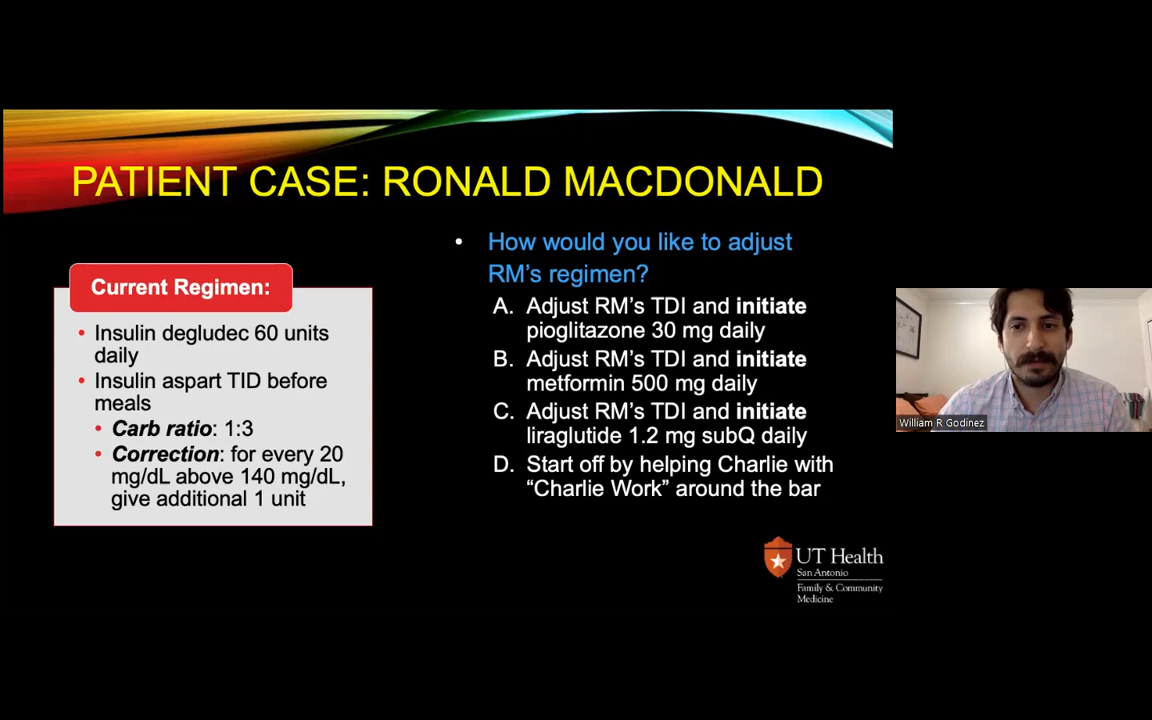 PATIENT CASE: RONALD MACDONALD
Current Regimen:
• Insulin degludec 60 units
daily
• Insulin aspart TID before
meals
• Carb ratio: 1:3
• Correction: for every 20
mg/dL above 140 mg/dL,
give additional 1 unit
• How would you like to adjust
RM’s regimen?
A. Adjust RM’s TDI and initiate
pioglitazone 30 mg daily
B. Adjust RM’s TDI and initiate
metformin 500 mg daily
C. Adjust RM’s TDI and initiate
liraglutide 1.2 mg subQ daily
D. Start off by helping Charlie with
“Charlie Work” around the bar
UT Health
San Antonio
Family & Community
Medicine
William R Godinez